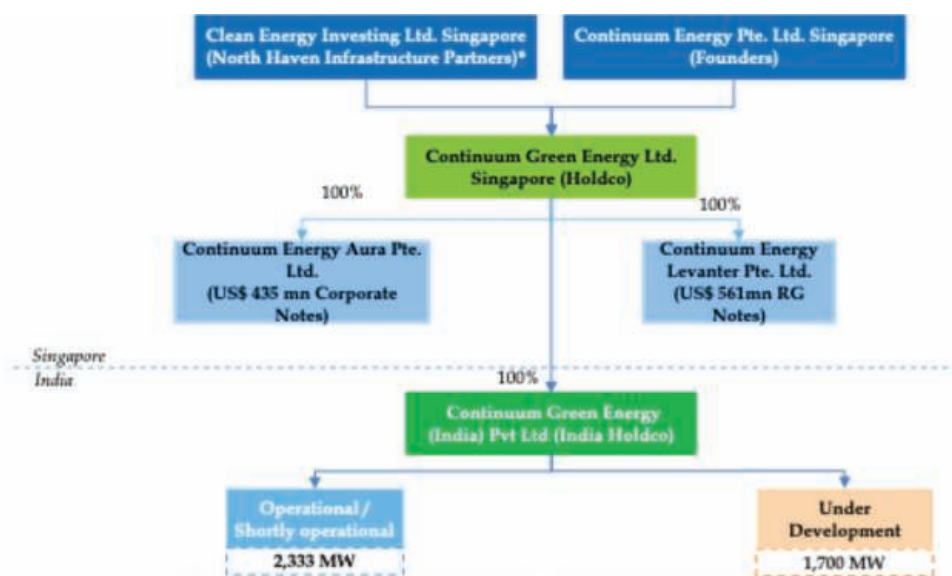 Clean Energy Investing Ltd. Singapore
(North Haven Infrastructure Partners)*
Continuum Energy Pte. Ltd. Singapore
(Founders)
Continuum Green Energy Ltd.
Singapore (Holdco)
100%
100%
Continuum Energy Aura Pte.
Ltd.
(US$ 435 mn Corporate
Notes)
Continuum Energy
Levanter Pte. Ltd.
(US$ 561mn RG
Notes)
Singapore
India
100%
Continuum Green Energy
(India) Pvt Ltd (India Holdco)
Operational /
Shortly operational
2,333 MW
Under
Development
1,700 MW